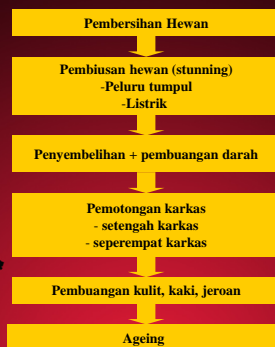 Pembersihan Hewan
Pembiusan hewan (stunning)
-Peluru tumpul
-Listrik
Penyembelihan + pembuangan darah
Pemotongan karkas
- setengah karkas
- seperempat karkas
Pembuangan kulit, kaki, jeroan
Ageing